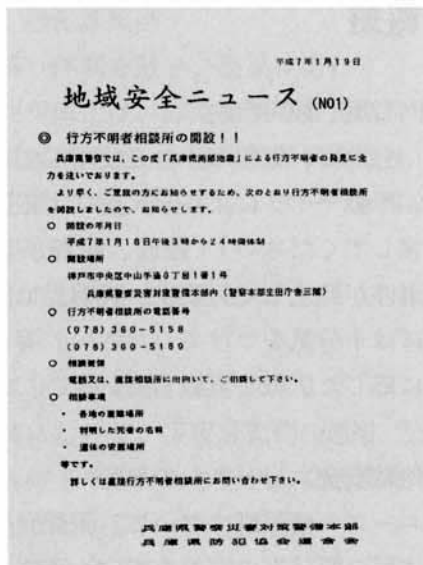 平成7年1月19日
地域安全ニュース (NO1)
◎ 行方不明者相談所の開設!!
兵庫県警察では、この度「兵庫県南部地震」による行方不明者の発見に全
力を注いでおります。
より早く、ご家族の方にお知らせするため、次のとおり行方不明者相談所
を開設しましたので、お知らせします。
○ 開設の年月日
平成7年1月18日午後3時から24時間体制
○ 開設場所
神戸市中央区中山手通5丁目1番1号
兵庫県警察災害対策警備本部内(警察本部生田庁舎三階)
○ 行方不明者相談所の電話番号
(078)360-5158
(078)360-5159
○ 相談
電話又は、直接相談所に出向いて、ご相談して下さい。
○ 相談事項
・ 各地の避難場所
・ 判明した死者の名前
・ 遺体の安置場所
等です。
詳しくは直接行方不明者相談所にお問い合わせ下さい。
兵庫県警察災害対策警備本部
兵庫県防犯協会連合会